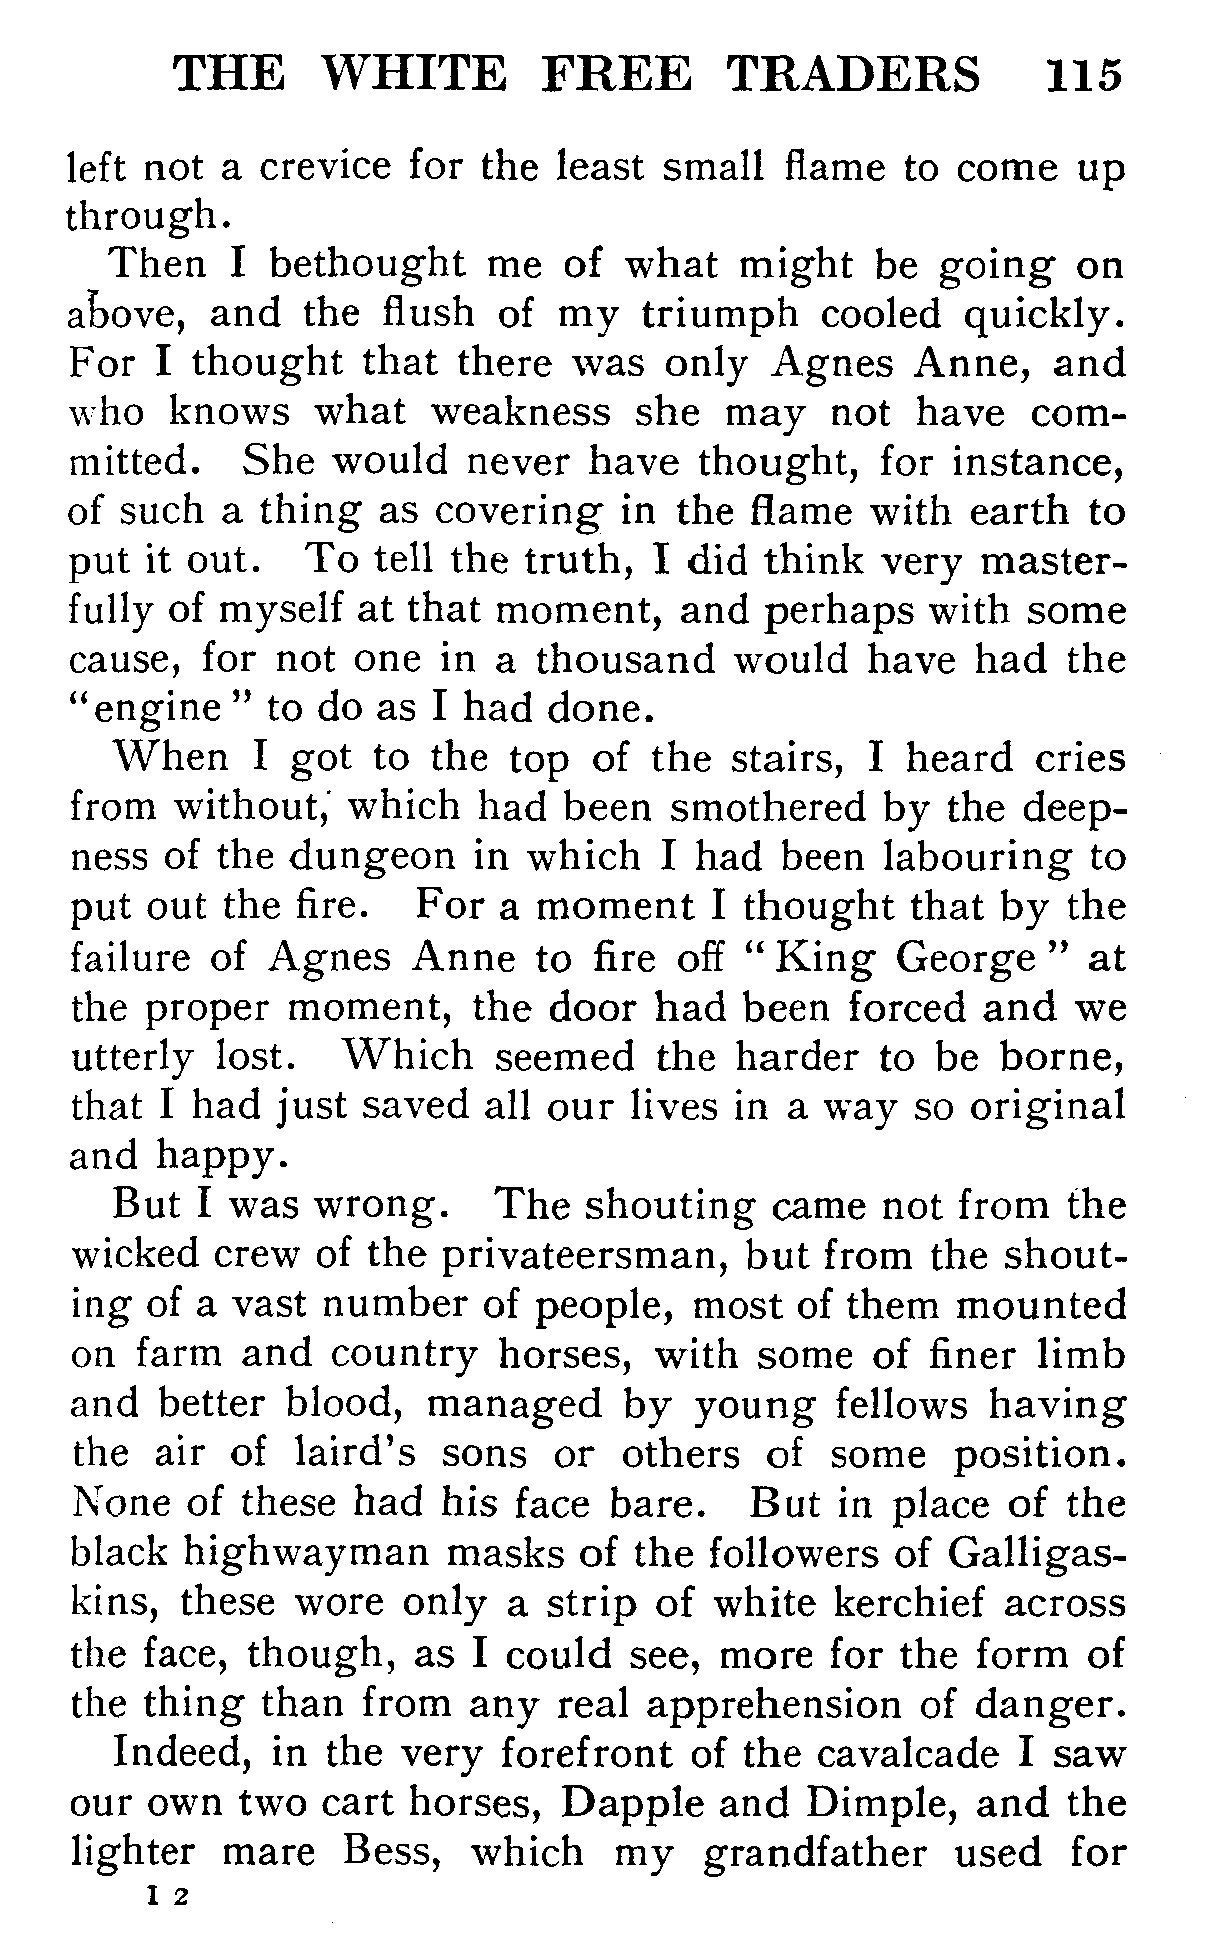 THE WHITE FREE TRADERS 115
left not a crevice for the least small flame to come up
through.
Then I bethought me of what might be going on
above, and the flush of my triumph cooled quickly.
For I thought that there was only Agnes Anne, and
who knows what weakness she may not have com-
mitted. She would never have thought, for instance,
of such a thing as covering in the flame with earth to
put it out. To tell the truth, I did think very master-
fully of myself at that moment, and perhaps with some
cause, for not one in a thousand would have had the
“engine” to do as I had done.
When I got to the top of the stairs, I heard cries
from without, which had been smothered by the deep-
ness of the dungeon in which I had been labouring to
put out the fire. For a moment I thought that by the
failure of Agnes Anne to fire off “King George” at
the proper moment, the door had been forced and we
utterly lost. Which seemed the harder to be borne,
that I had just saved all our lives in a way so original
and happy.
But I was wrong. The shouting came not from the
wicked crew of the privateersman, but from the shout-
ing of a vast number of people, most of them mounted
on farm and country horses, with some of finer limb
and better blood, managed by young fellows having
the air of laird's sons or others of some position.
None of these had his face bare. But in place of the
black highwayman masks of the followers of Galligas-
kins, these wore only a strip of white kerchief across
the face, though, as I could see, more for the form of
the thing than from any real apprehension of danger.
Indeed, in the very forefront of the cavalcade I saw
our own two cart horses, Dapple and Dimple, and the
lighter mare Bess, which my grandfather used for
I 2